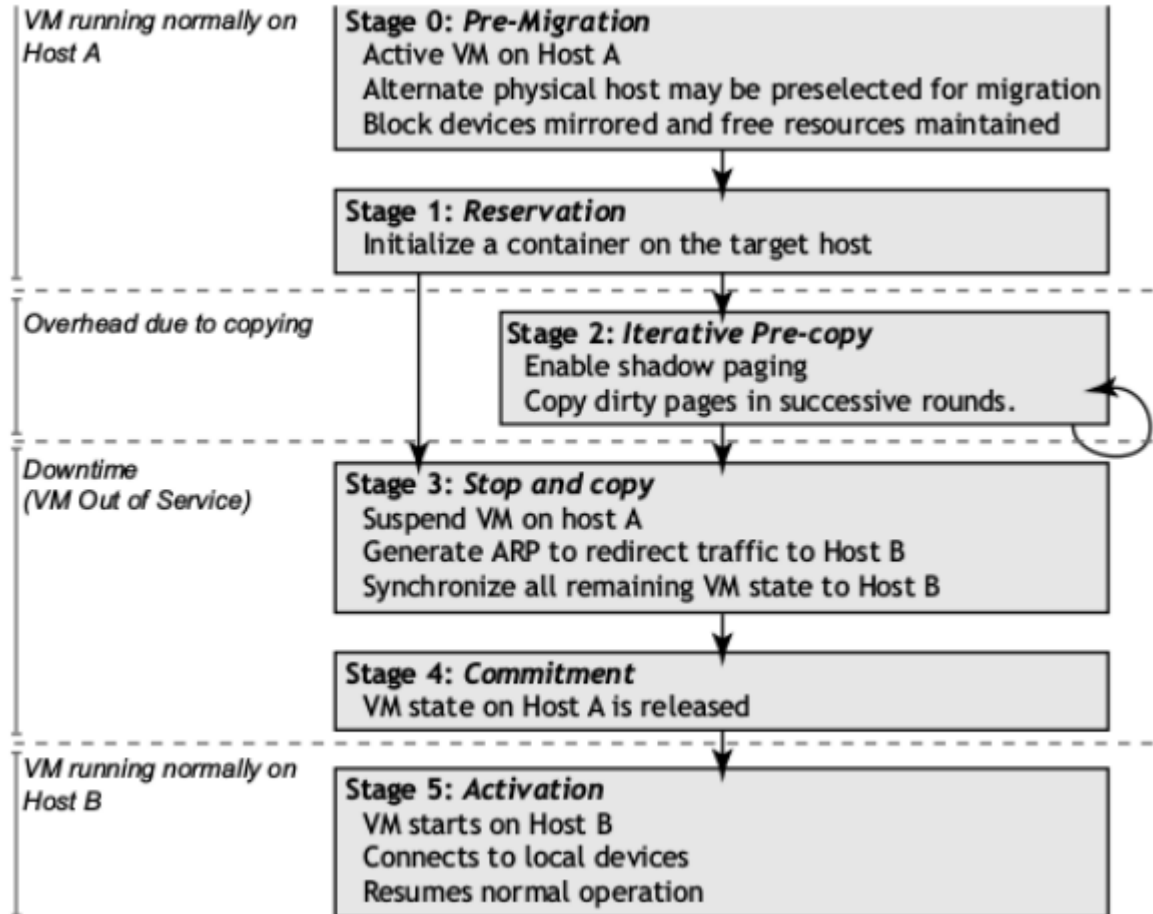 VM running normally on
Host A
Stage 0: Pre-Migration
Active VM on Host A
Alternate physical host may be preselected for migration
Block devices mirrored and free resources maintained
Stage 1: Reservation
Initialize a container on the target host
Overhead due to copying
Stage 2: Iterative Pre-copy
Enable shadow paging
Copy dirty pages in successive rounds.
Downtime
(VM Out of Service)
Stage 3: Stop and copy
Suspend VM on host A
Generate ARP to redirect traffic to Host B
Synchronize all remaining VM state to Host B
Stage 4: Commitment
VM state on Host A is released
VM running normally on
Host B
Stage 5: Activation
VM starts on Host B
Connects to local devices
Resumes normal operation